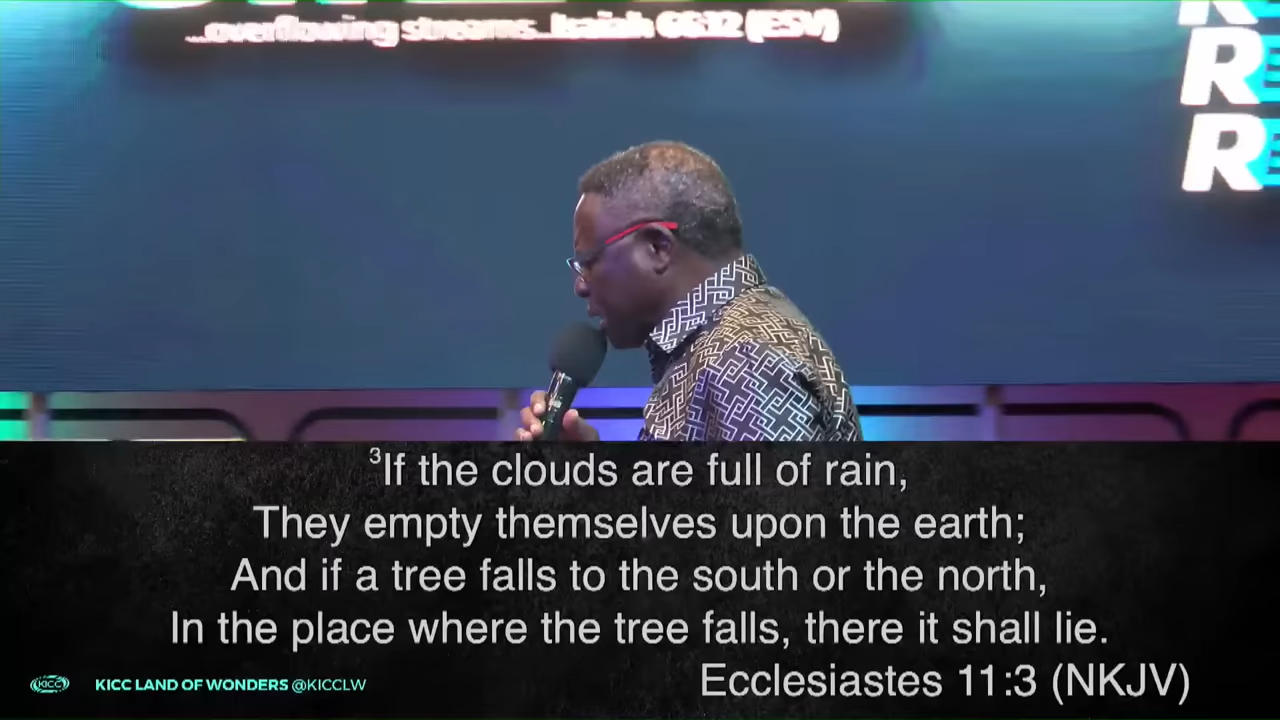 ...overflowing streams...Isaiah 66:12 (ESV)
R
R
³If the clouds are full of rain,
They empty themselves upon the earth;
And if a tree falls to the south or the north,
In the place where the tree falls, there it shall lie.
Ecclesiastes 11:3 (NKJV)
KICC
KICC LAND OF WONDERS @KICCLW